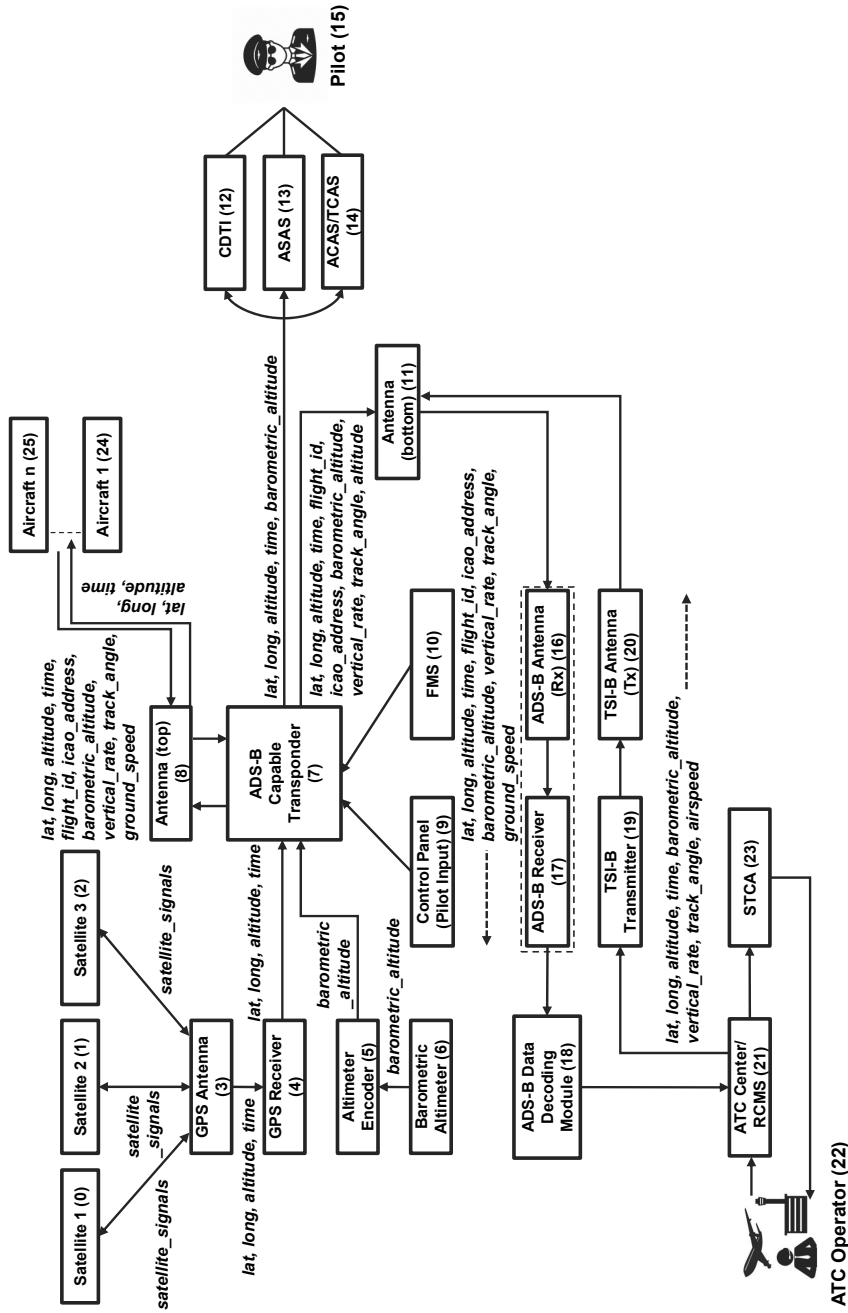 Satellite 1 (0)
Satellite 2 (1)
Satellite 3 (2)
satellite_signals
satellite
_signals
satellite_signals
GPS Antenna
(3)
lat, long, altitude, time
GPS Receiver
(4)
lat, long, altitude, time
Altimeter
Encoder (5)
barometric
_altitude
barometric_altitude
Barometric
Altimeter (6)
lat, long, altitude, time,
flight_id, icao_address,
barometric_altitude,
vertical_rate, track_angle,
ground_speed
Antenna (top)
(8)
lat, long,
altitude, time
Aircraft n (25)
Aircraft 1 (24)
ADS-B
Capable
Transponder
(7)
Control Panel
(Pilot Input) (9)
FMS (10)
lat, long, altitude, time, barometric_altitude
lat, long, altitude, time, flight_id,
icao_address, barometric_altitude,
vertical_rate, track_angle, altitude
CDTI (12)
ASAS (13)
ACAS/TCAS
(14)
Pilot (15)
Antenna
(bottom) (11)
lat, long, altitude, time, flight_id, icao_address,
barometric_altitude, vertical_rate, track_angle,
ground_speed
ADS-B Antenna
(Rx) (16)
ADS-B Receiver
(17)
ADS-B Data
Decoding
Module (18)
TSI-B
Transmitter (19)
TSI-B Antenna
(Tx) (20)
lat, long, altitude, time, barometric_altitude,
vertical_rate, track_angle, airspeed
ATC Center/
RCMS (21)
STCA (23)
ATC Operator (22)